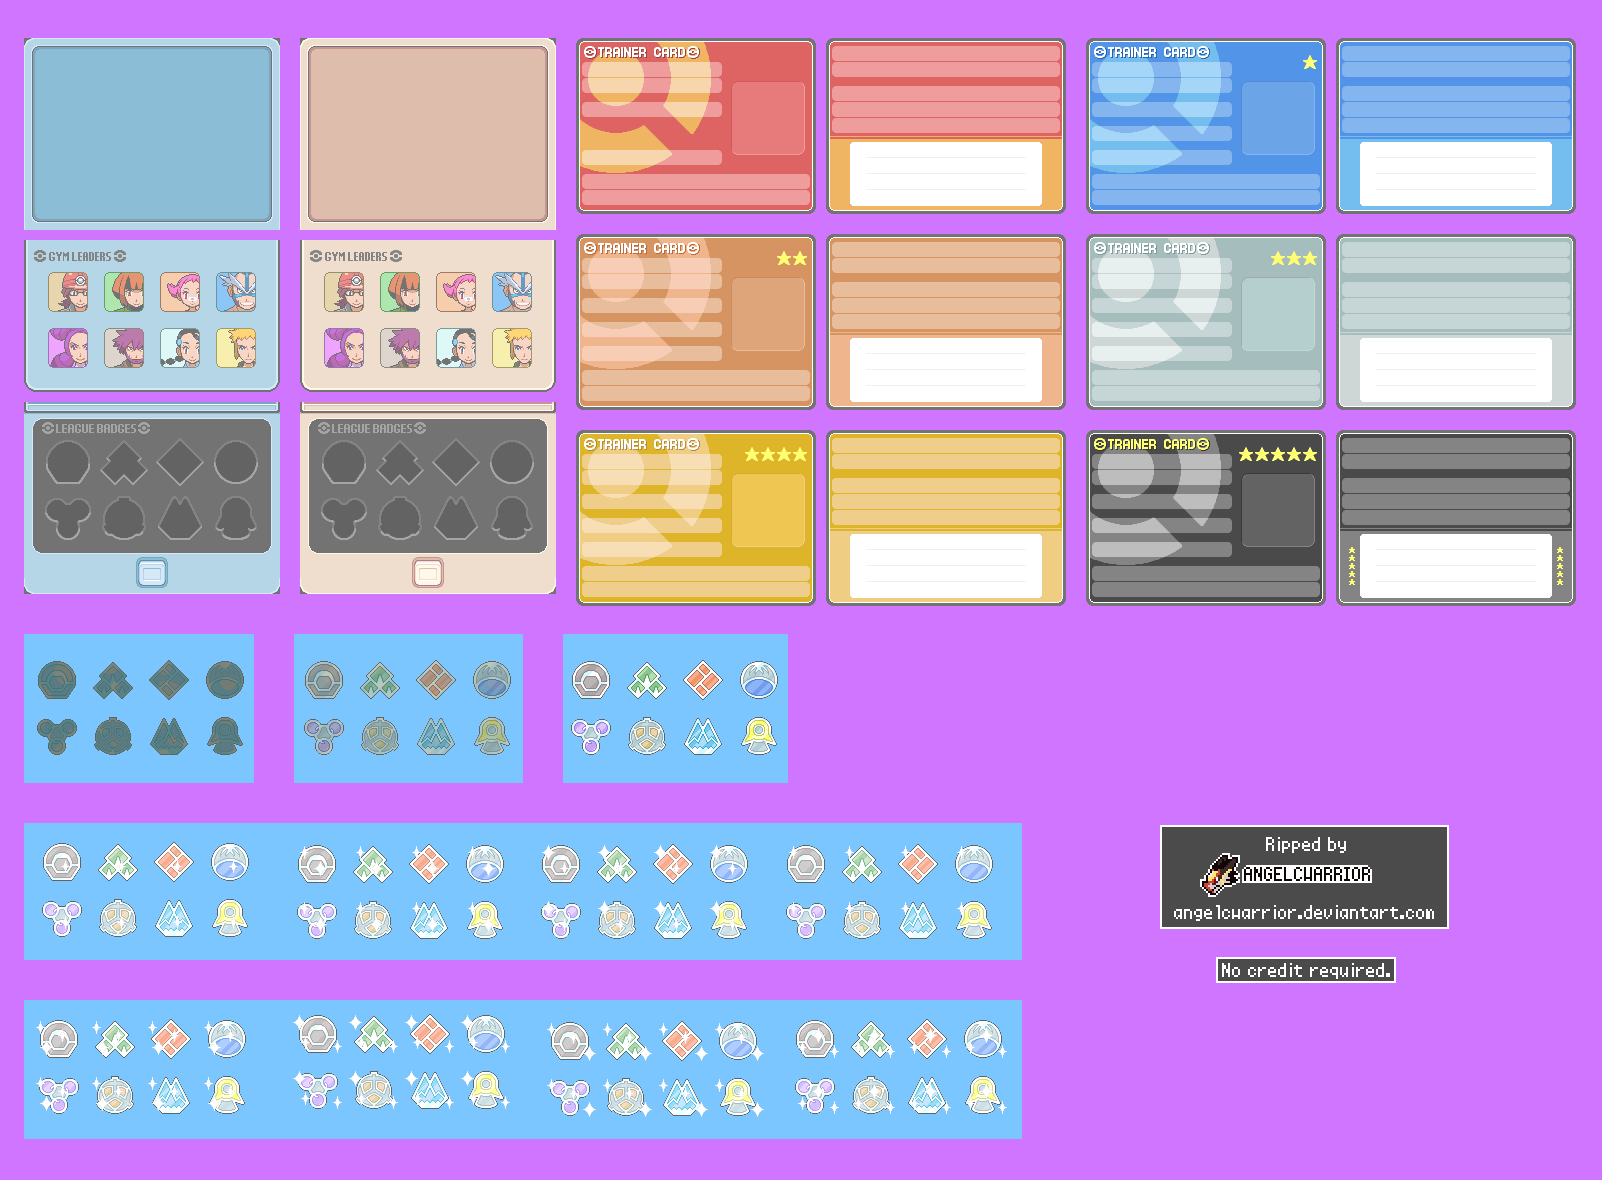 TRAINER CARD
TRAINER CARD
GYM LEADERS
GYM LEADERS
TRAINER CARD
TRAINER CARD
LEAGUE BADGES
LEAGUE BADGES
TRAINER CARD
TRAINER CARD
Ripped by
ANGELCWARRIOR
angelcwarrior.deviantart.com
No credit required.